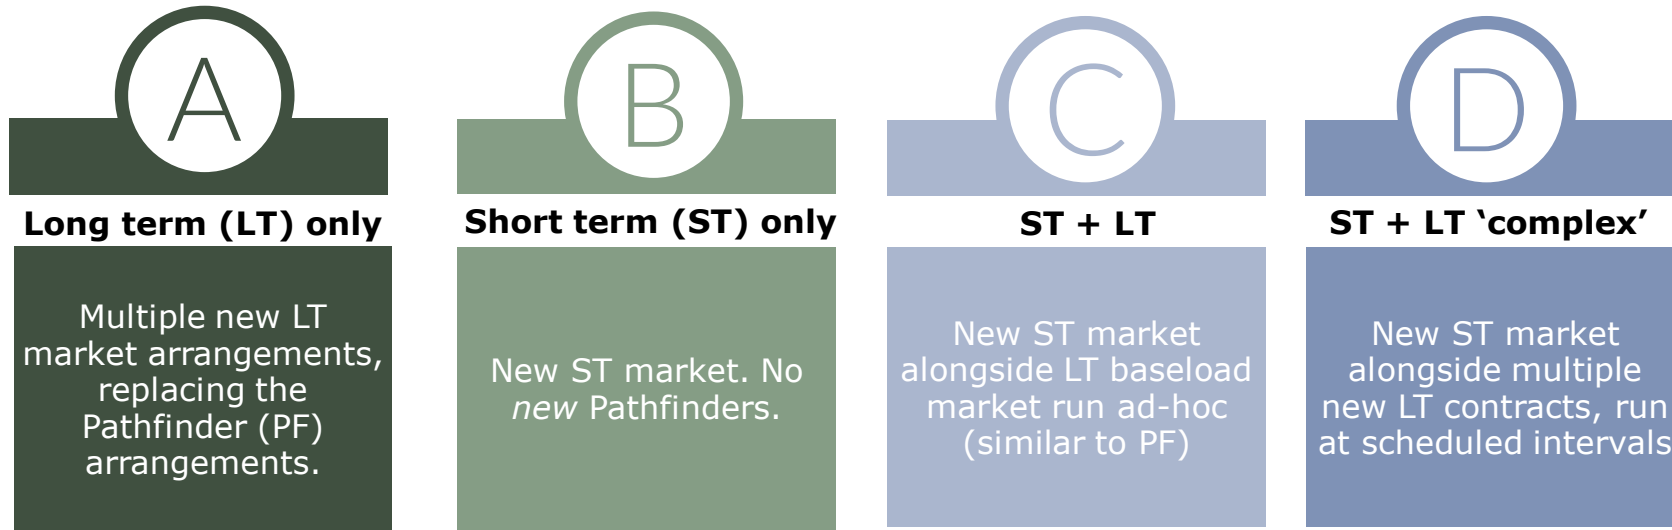 A
Long term (LT) only
Multiple new LT
market arrangements,
replacing the
Pathfinder (PF)
arrangements.
B
Short term (ST) only
New ST market. No
new Pathfinders.
C
ST + LT
New ST market
alongside LT baseload
market run ad-hoc
(similar to PF)
D
ST + LT ‘complex’
New ST market
alongside multiple
new LT contracts, run
at scheduled intervals